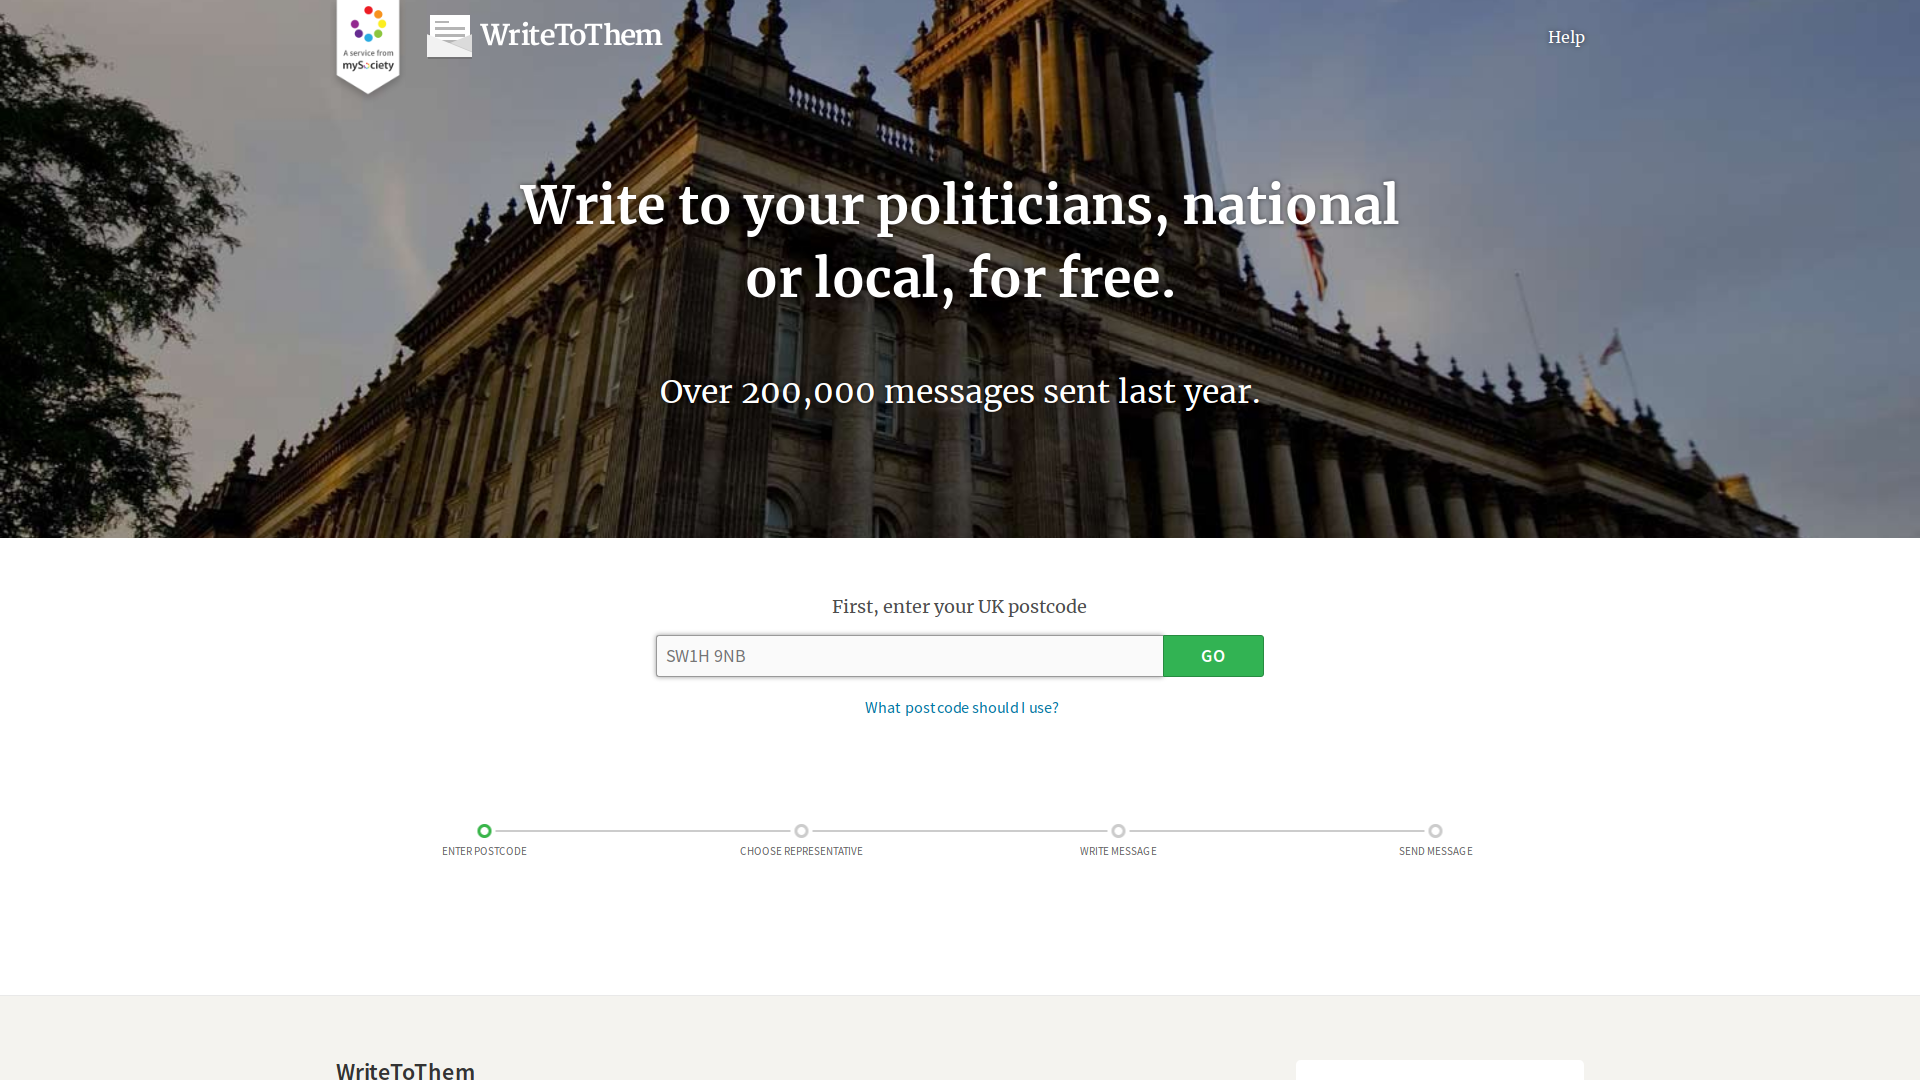 A service from
mySociety
WriteToThem
Help
Write to your politicians, national
or local, for free.
Over 200,000 messages sent last year.
First, enter your UK postcode
SW1H 9NB
GO
What postcode should I use?
ENTER POSTCODE
CHOOSE REPRESENTATIVE
WRITE MESSAGE
SEND MESSAGE
WriteToThem